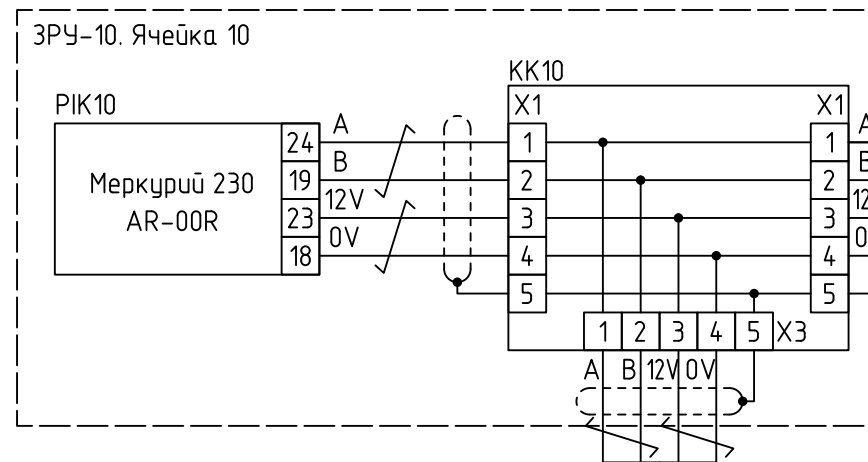 ЗРУ-10. Ячейка 10
КК10
PIK10
X1 X1
24 A 1 1 A
Меркурий 230 19 B 2 2 B
AR-00R 23 12V 3 3 12
18 0V 4 4 0
5 5
1 2 3 4 5 X3
A B 12V 0V